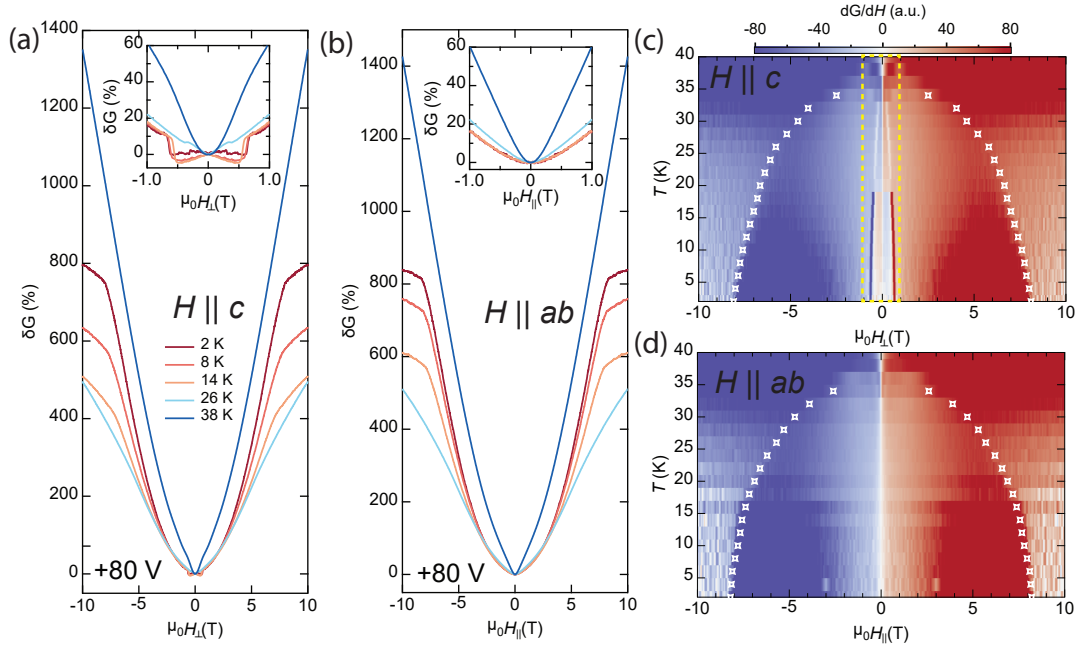 (a)
1400
1200
1000
800
600
400
200
0
δG (%)
60
40
20
0
δG (%)
-1.0
0
1.0
μ₀H⊥(T)
H || c
2 K
8 K
14 K
26 K
38 K
+80 V
-10
-5
0
5
10
μ₀H⊥(T)
(b)
1400
1200
1000
800
600
400
200
0
δG (%)
60
40
20
0
δG (%)
-1.0
0
1.0
μ₀H||(T)
H || ab
+80 V
-10
-5
0
5
10
μ₀H||(T)
dG/dH (a.u.)
-80
-40
0
40
80
(c)
H || c
40
35
30
25
20
15
10
5
T (K)
-10
-5
0
5
10
μ₀H⊥(T)
(d)
H || ab
40
35
30
25
20
15
10
5
T (K)
-10
-5
0
5
10
μ₀H||(T)